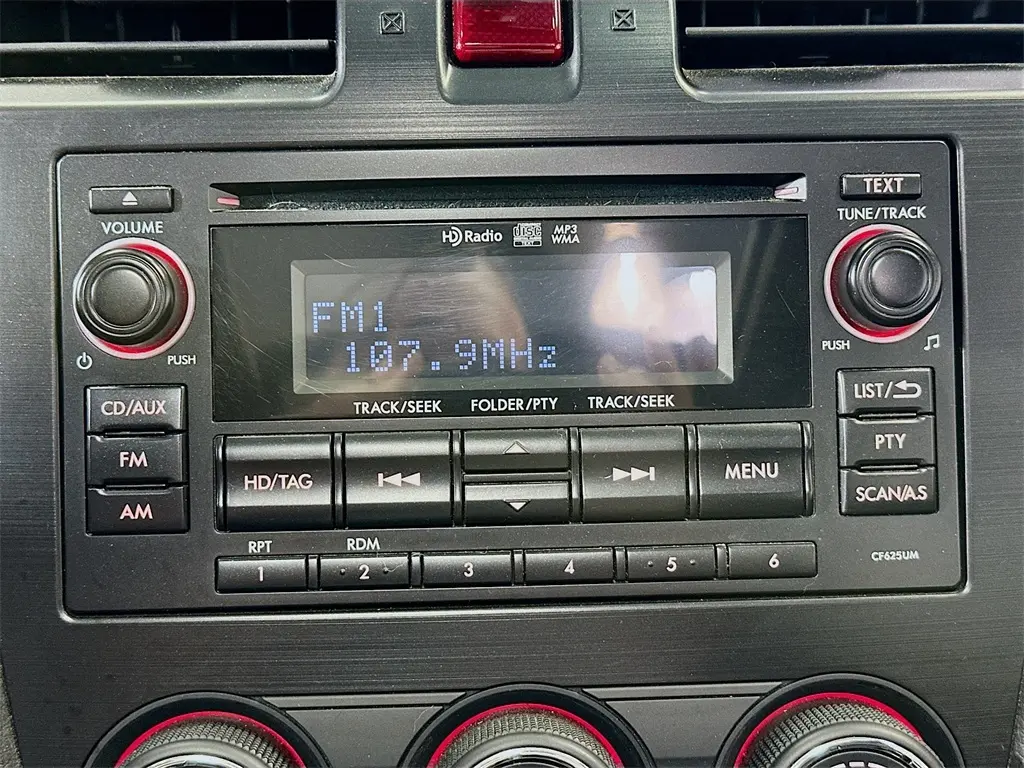 TEXT
VOLUME
TUNE/TRACK
HD Radio
disc
TEXT
MP3
WMA
FM1
107.9MHz
PUSH
PUSH
TRACK/SEEK
FOLDER/PTY
TRACK/SEEK
CD/AUX
FM
AM
HD/TAG
MENU
LIST/
PTY
SCAN/A.S
RPT
RDM
1
2
3
4
5
6
CF625UM